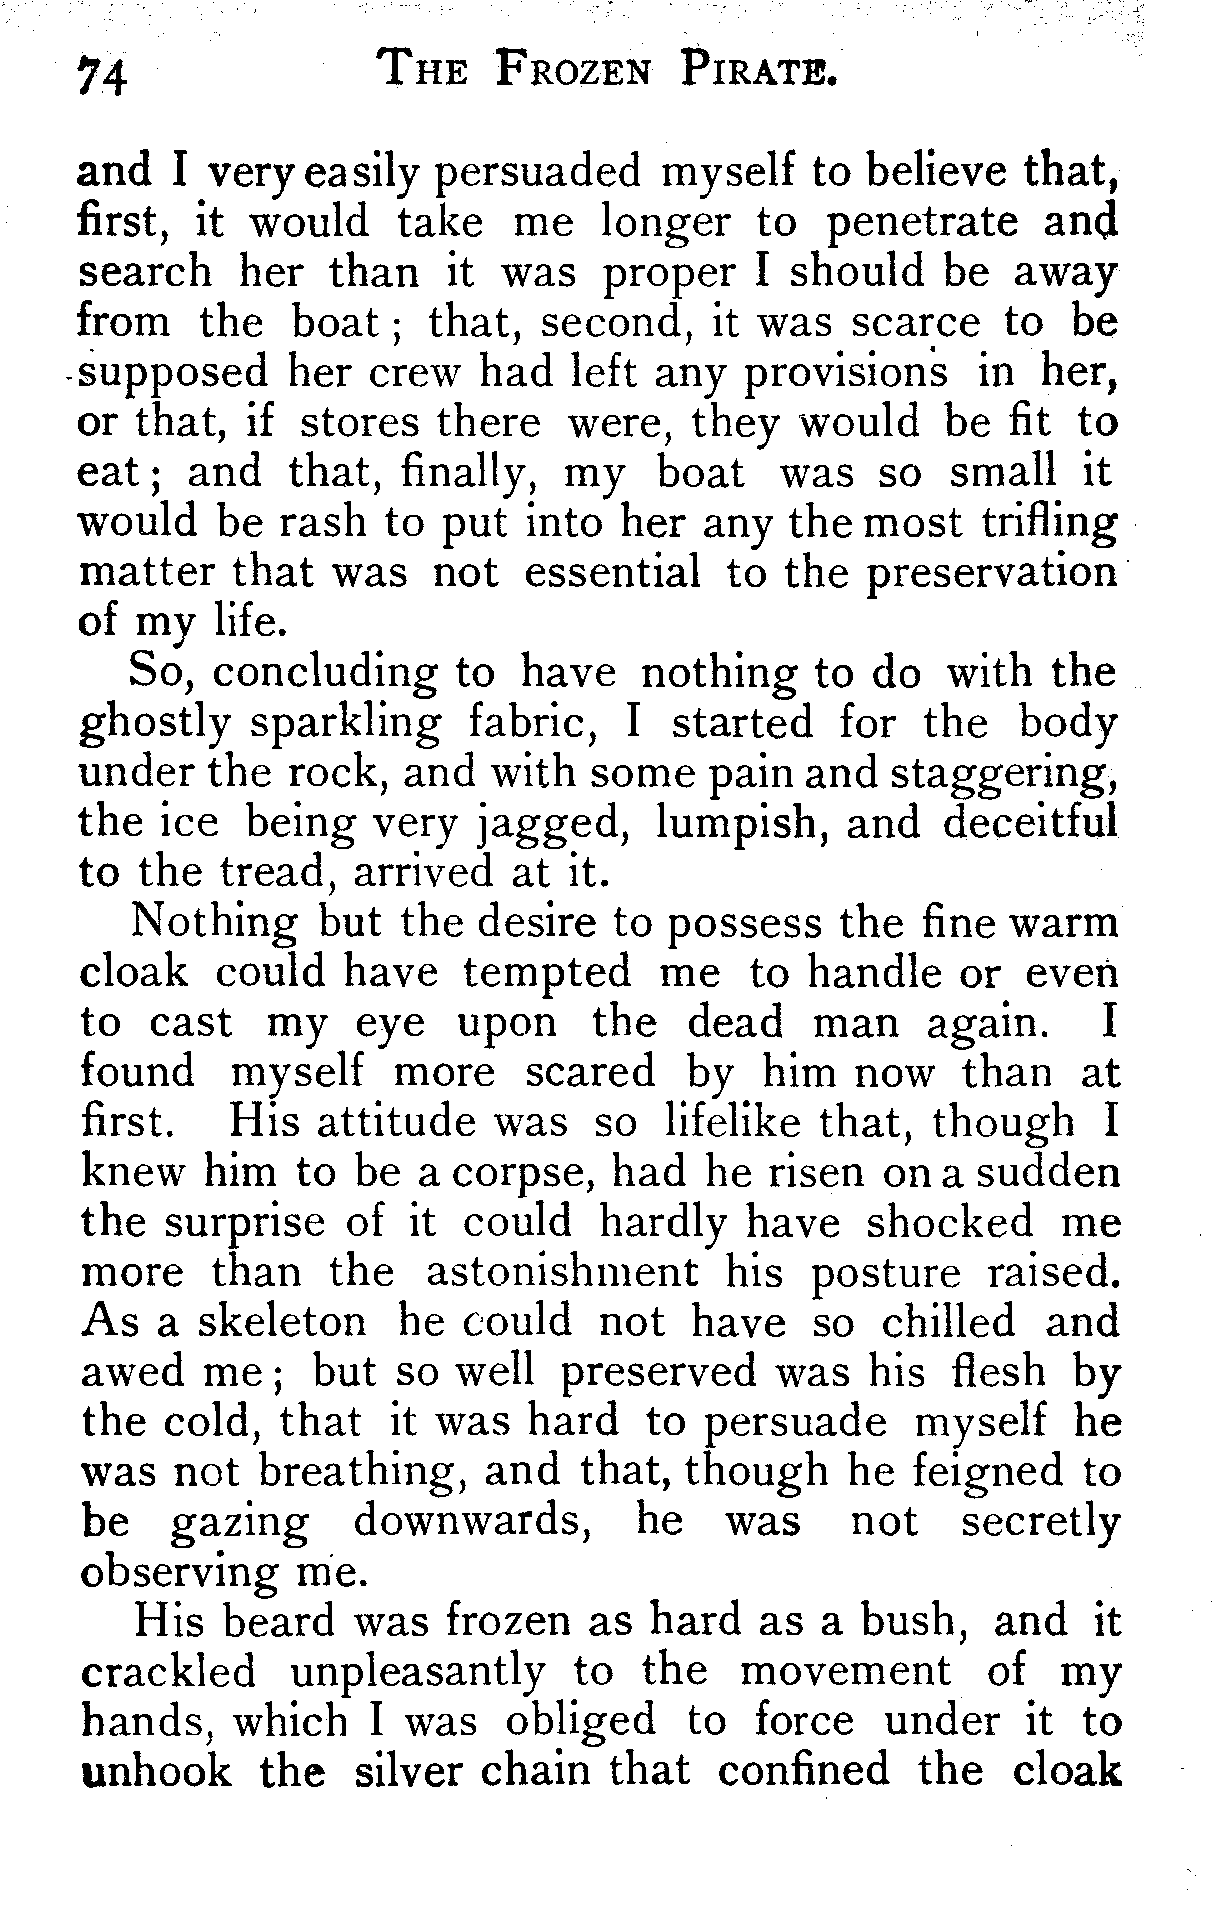 74 The Frozen Pirate.
and I very easily persuaded myself to believe that,
first, it would take me longer to penetrate and
search her than it was proper I should be away
from the boat ; that, second, it was scarce to be
supposed her crew had left any provisions in her,
or that, if stores there were, they would be fit to
eat ; and that, finally, my boat was so small it
would be rash to put into her any the most trifling
matter that was not essential to the preservation
of my life.
So, concluding to have nothing to do with the
ghostly sparkling fabric, I started for the body
under the rock, and with some pain and staggering,
the ice being very jagged, lumpish, and deceitful
to the tread, arrived at it.
Nothing but the desire to possess the fine warm
cloak could have tempted me to handle or even
to cast my eye upon the dead man again. I
found myself more scared by him now than at
first. His attitude was so lifelike that, though I
knew him to be a corpse, had he risen on a sudden
the surprise of it could hardly have shocked me
more than the astonishment his posture raised.
As a skeleton he could not have so chilled and
awed me ; but so well preserved was his flesh by
the cold, that it was hard to persuade myself he
was not breathing, and that, though he feigned to
be gazing downwards, he was not secretly
observing me.
His beard was frozen as hard as a bush, and it
crackled unpleasantly to the movement of my
hands, which I was obliged to force under it to
unhook the silver chain that confined the cloak